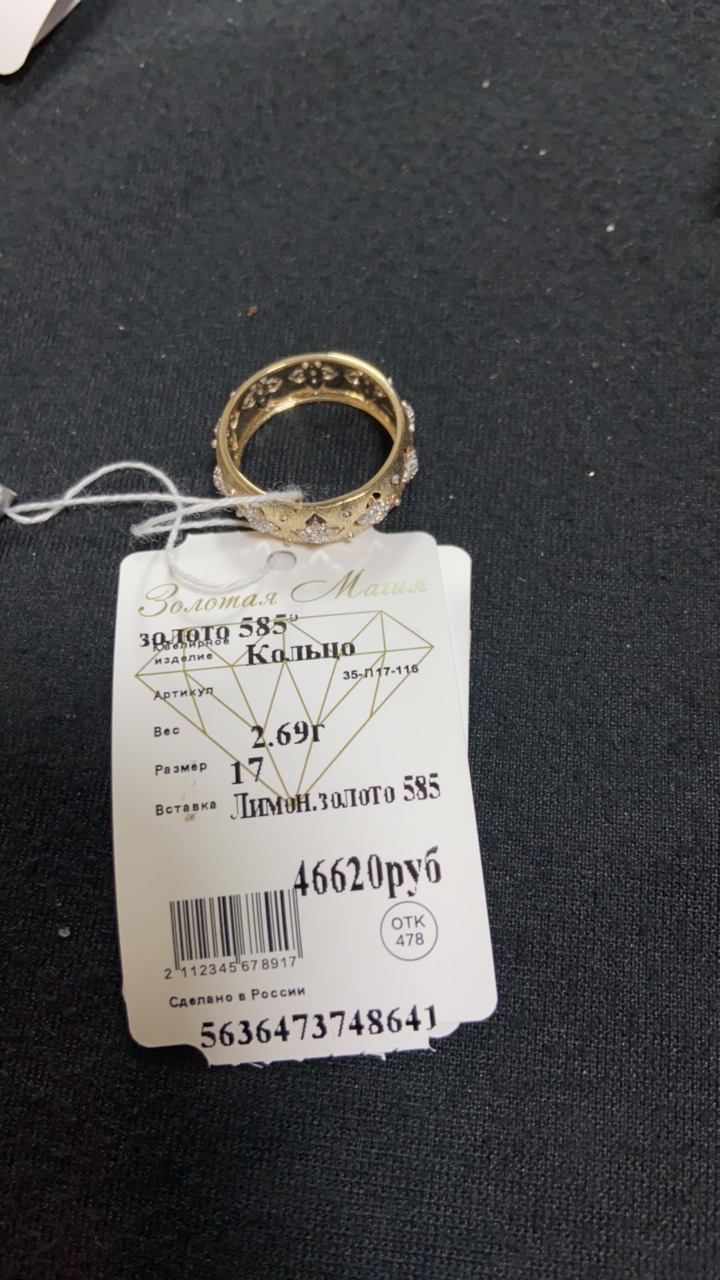 Золотая Магия
золото 585°
Ювелирное
изделие Кольцо
Артикул 35-Л17-116
Вес 2.69г
Размер 17
Вставка Лимон.золото 585
46620руб
ОТК
478
2 112345 678917
Сделано в России
5636473748641